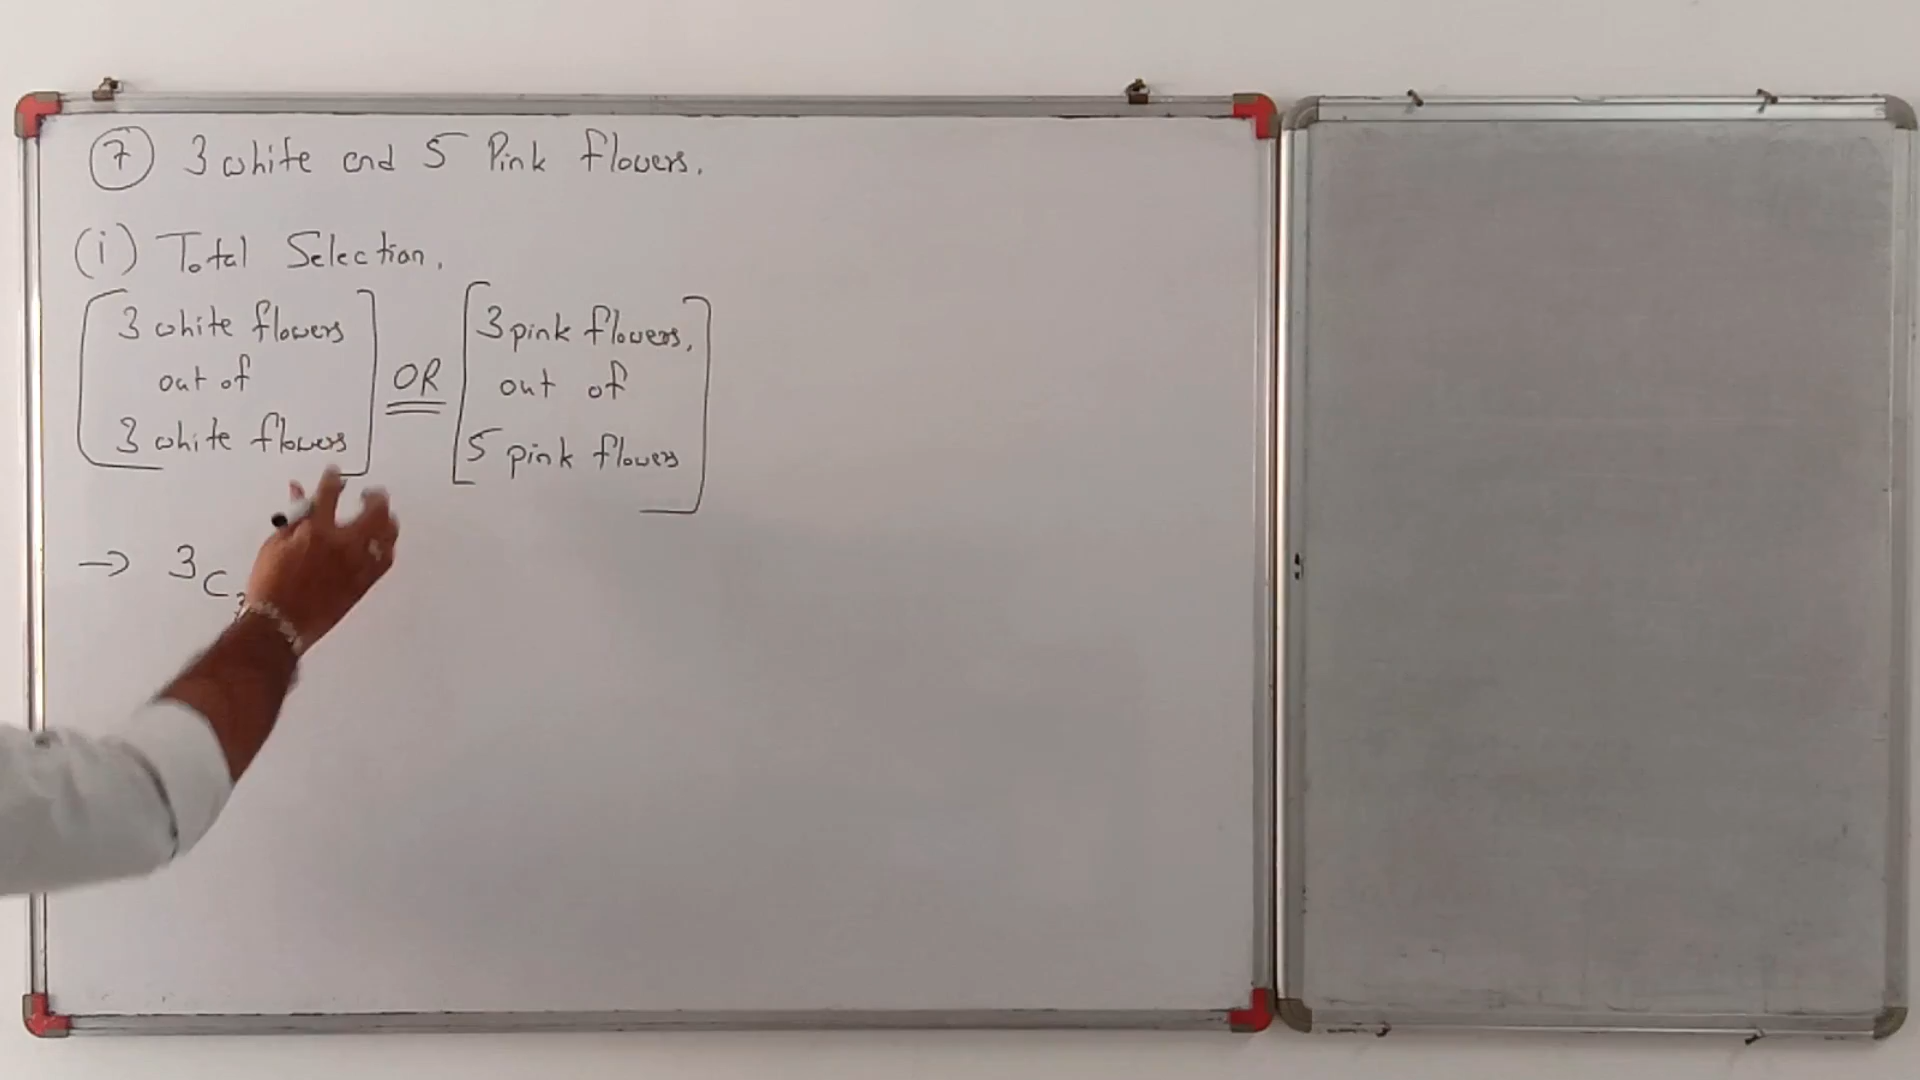 7 3 white and 5 Pink flowers.
(i) Total Selection.
3 white flowers
out of
3 white flowers
OR
3 pink flowers,
out of
5 pink flowers
→ 3C3